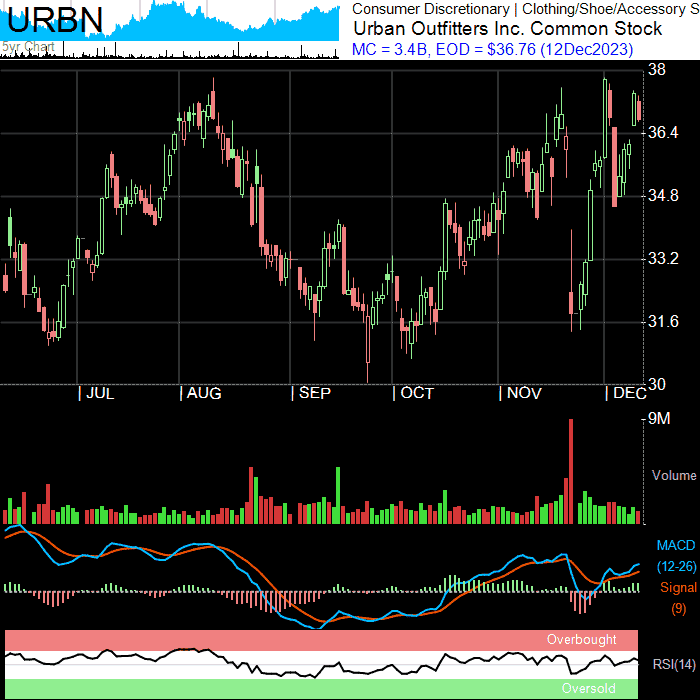 URBN
5yr Chart
Consumer Discretionary | Clothing/Shoe/Accessory S
Urban Outfitters Inc. Common Stock
MC = 3.4B, EOD = $36.76 (12Dec2023)
38
36.4
34.8
33.2
31.6
30
| JUL | AUG | SEP | OCT | NOV | DEC
9M
Volume
MACD
(12-26)
Signal
(9)
Overbought
RSI(14)
Oversold